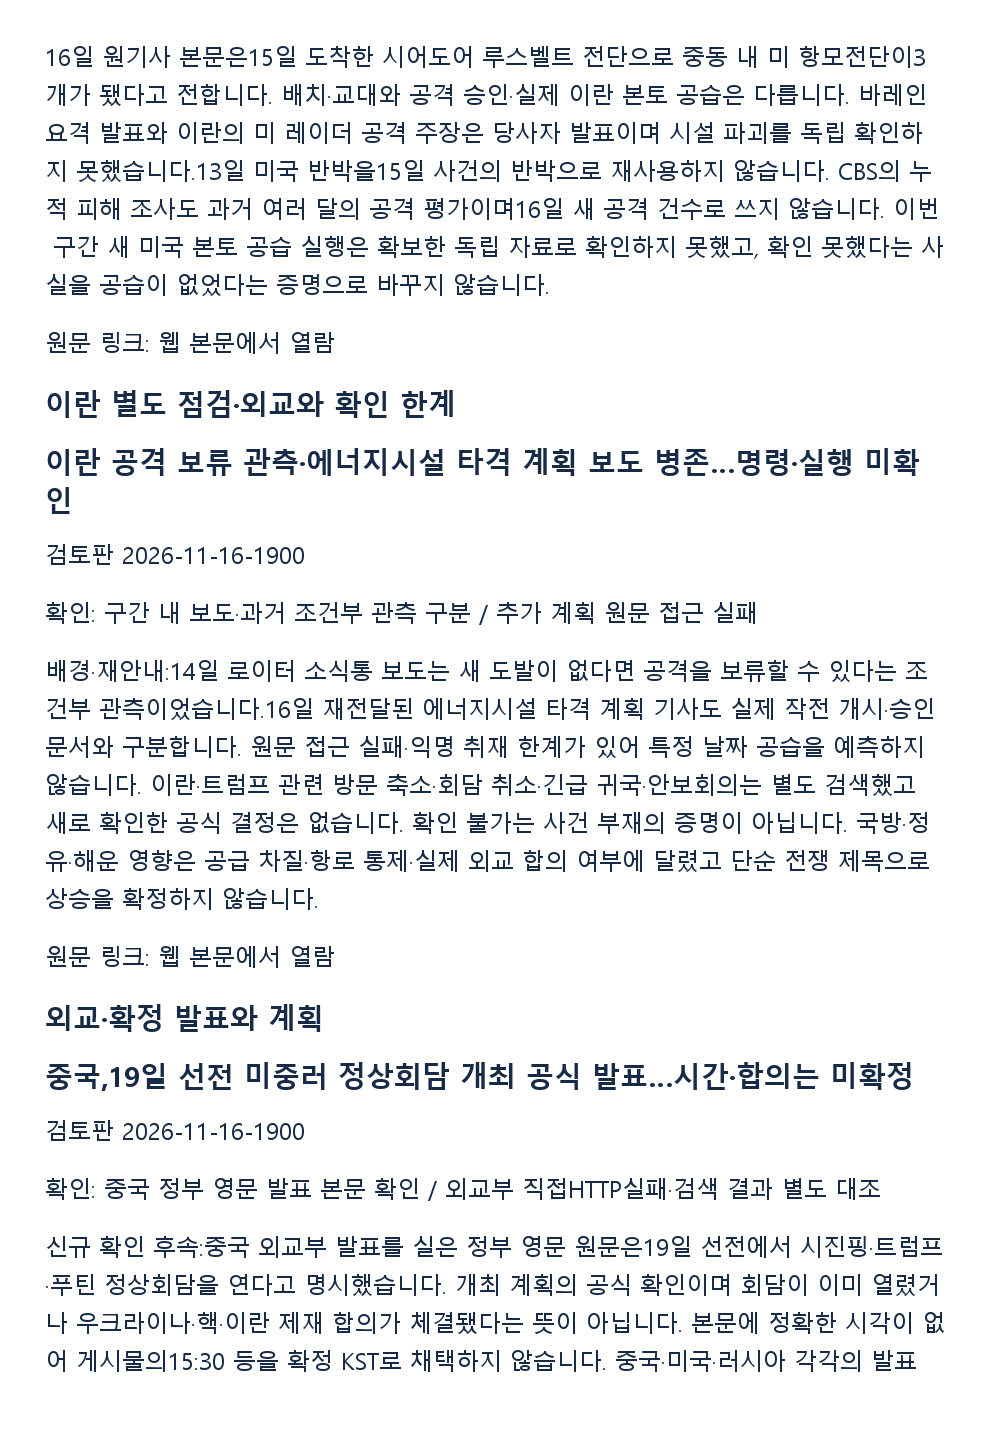 16일 원기사 본문은15일 도착한 시어도어 루스벨트 전단으로 중동 내 미 항모전단이3
개가 됐다고 전합니다. 배치·교대와 공격 승인·실제 이란 본토 공습은 다릅니다. 바레인
요격 발표와 이란의 미 레이더 공격 주장은 당사자 발표이며 시설 파괴를 독립 확인하
지 못했습니다.13일 미국 반박을15일 사건의 반박으로 재사용하지 않습니다. CBS의 누
적 피해 조사도 과거 여러 달의 공격 평가이며16일 새 공격 건수로 쓰지 않습니다. 이번
구간 새 미국 본토 공습 실행은 확보한 독립 자료로 확인하지 못했고, 확인 못했다는 사
실을 공습이 없었다는 증명으로 바꾸지 않습니다.
원문 링크: 웹 본문에서 열람
이란 별도 점검·외교와 확인 한계
이란 공격 보류 관측·에너지시설 타격 계획 보도 병존...명령·실행 미확
인
검토판 2026-11-16-1900
확인: 구간 내 보도·과거 조건부 관측 구분 / 추가 계획 원문 접근 실패
배경·재안내:14일 로이터 소식통 보도는 새 도발이 없다면 공격을 보류할 수 있다는 조
건부 관측이었습니다.16일 재전달된 에너지시설 타격 계획 기사도 실제 작전 개시·승인
문서와 구분합니다. 원문 접근 실패·익명 취재 한계가 있어 특정 날짜 공습을 예측하지
않습니다. 이란·트럼프 관련 방문 축소·회담 취소·긴급 귀국·안보회의는 별도 검색했고
새로 확인한 공식 결정은 없습니다. 확인 불가는 사건 부재의 증명이 아닙니다. 국방·정
유·해운 영향은 공급 차질·항로 통제·실제 외교 합의 여부에 달렸고 단순 전쟁 제목으로
상승을 확정하지 않습니다.
원문 링크: 웹 본문에서 열람
외교·확정 발표와 계획
중국,19일 선전 미중러 정상회담 개최 공식 발표...시간·합의는 미확정
검토판 2026-11-16-1900
확인: 중국 정부 영문 발표 본문 확인 / 외교부 직접HTTP실패·검색 결과 별도 대조
신규 확인 후속:중국 외교부 발표를 실은 정부 영문 원문은19일 선전에서 시진핑·트럼프
·푸틴 정상회담을 연다고 명시했습니다. 개최 계획의 공식 확인이며 회담이 이미 열렸거
나 우크라이나·핵·이란 제재 합의가 체결됐다는 뜻이 아닙니다. 본문에 정확한 시각이 없
어 게시물의15:30 등을 확정 KST로 채택하지 않습니다. 중국·미국·러시아 각각의 발표